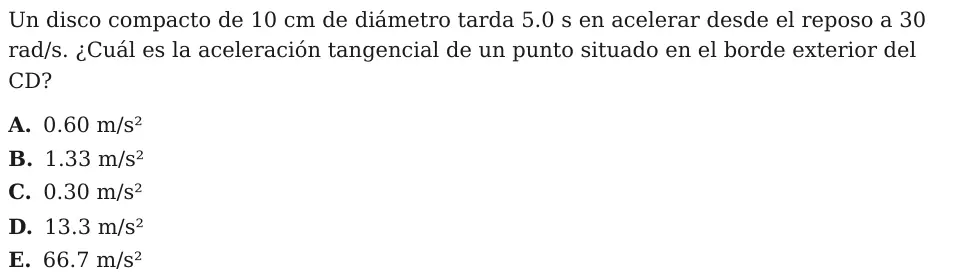 Un disco compacto de 10 cm de diámetro tarda 5.0 s en acelerar desde el reposo a 30
rad/s. ¿Cuál es la aceleración tangencial de un punto situado en el borde exterior del
CD?
A. 0.60 m/s²
B. 1.33 m/s²
C. 0.30 m/s²
D. 13.3 m/s²
E. 66.7 m/s²